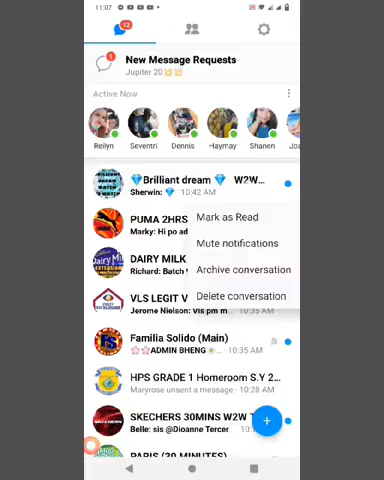 11:07
12
1
New Message Requests
Jupiter 20💥💥
Active Now
Reilyn Seventri Dennis Haymay Shanen Joa
💎Brilliant dream 💎 W2W...
Sherwin: 💎 · 10:42 AM
PUMA 2HRS
Marky: Hi po ad
Mark as Read
Mute notifications
DAIRY MILK
Richard: Batch
Archive conversation
Delete conversation
VLS LEGIT V
Jerome Nielson: Vls pm m... · 10:35 AM
Familia Solido (Main)
🌸🌸ADMIN BHENG ... · 10:35 AM
HPS GRADE 1 Homeroom S.Y 2...
Maryrose unsent a message · 10:28 AM
SKECHERS 30MINS W2W
Belle: sis @Dioanne Tercer
PARIS (30 MINUTES)